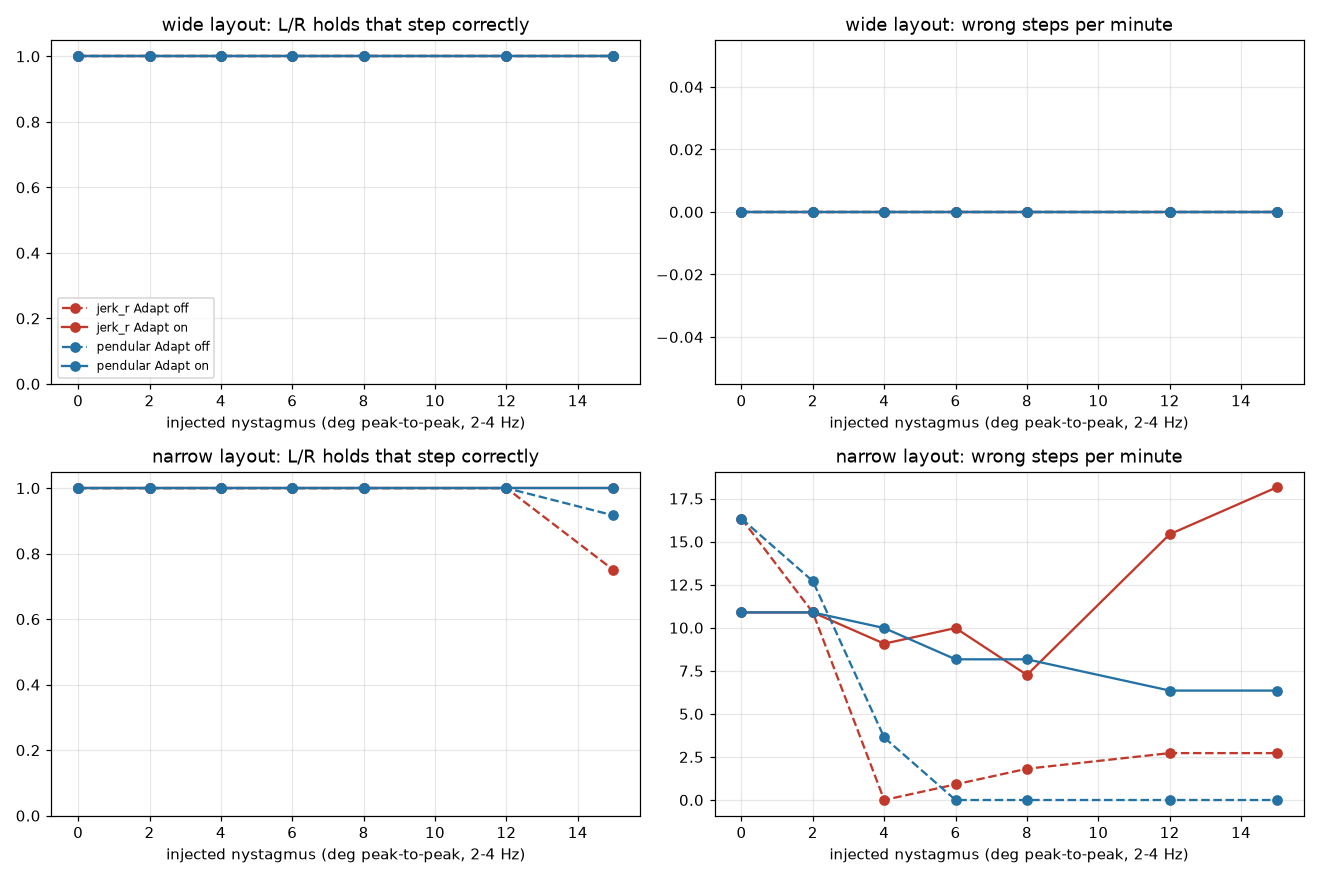 wide layout: L/R holds that step correctly
1.0
0.8
0.6
0.4
0.2
0.0
jerk_r Adapt off
jerk_r Adapt on
pendular Adapt off
pendular Adapt on
0 2 4 6 8 10 12 14
injected nystagmus (deg peak-to-peak, 2-4 Hz)
wide layout: wrong steps per minute
0.04
0.02
0.00
−0.02
−0.04
0 2 4 6 8 10 12 14
injected nystagmus (deg peak-to-peak, 2-4 Hz)
narrow layout: L/R holds that step correctly
1.0
0.8
0.6
0.4
0.2
0.0
0 2 4 6 8 10 12 14
injected nystagmus (deg peak-to-peak, 2-4 Hz)
narrow layout: wrong steps per minute
17.5
15.0
12.5
10.0
7.5
5.0
2.5
0.0
0 2 4 6 8 10 12 14
injected nystagmus (deg peak-to-peak, 2-4 Hz)